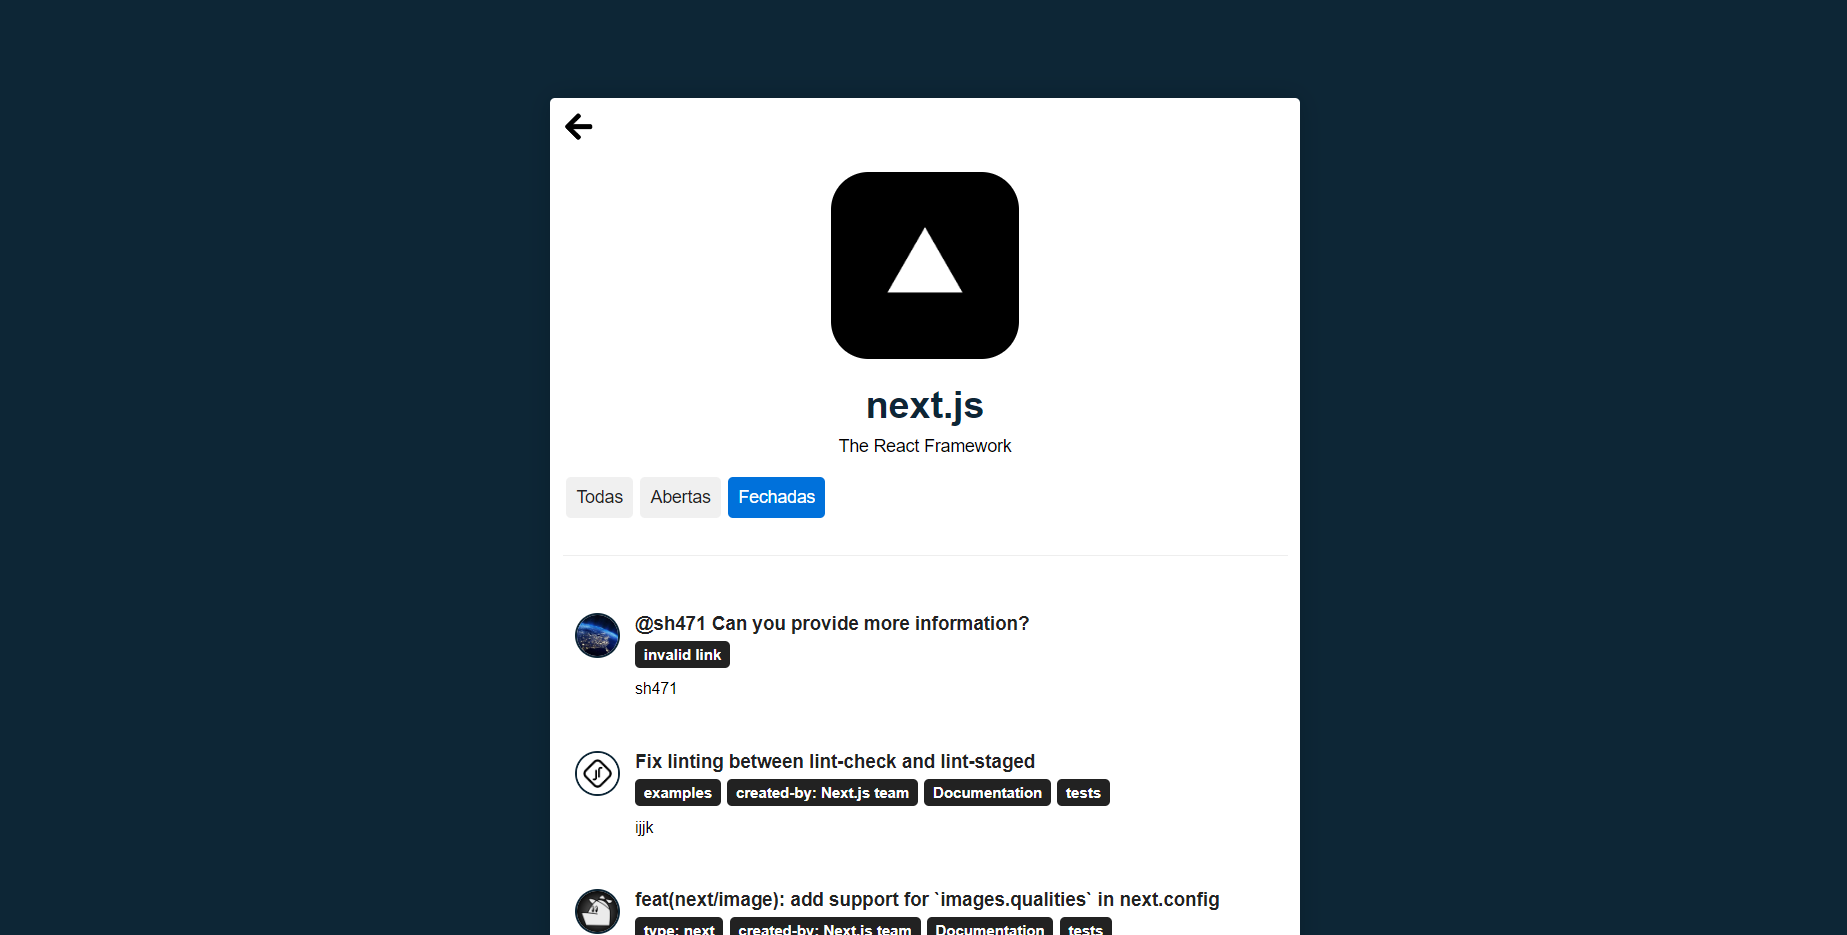 next.js
The React Framework
Todas Abertas Fechadas
@sh471 Can you provide more information?
invalid link
sh471
Fix linting between lint-check and lint-staged
examples created-by: Next.js team Documentation tests
ijjk
feat(next/image): add support for `images.qualities` in next.config
type: next created-by: Next.js team Documentation tests